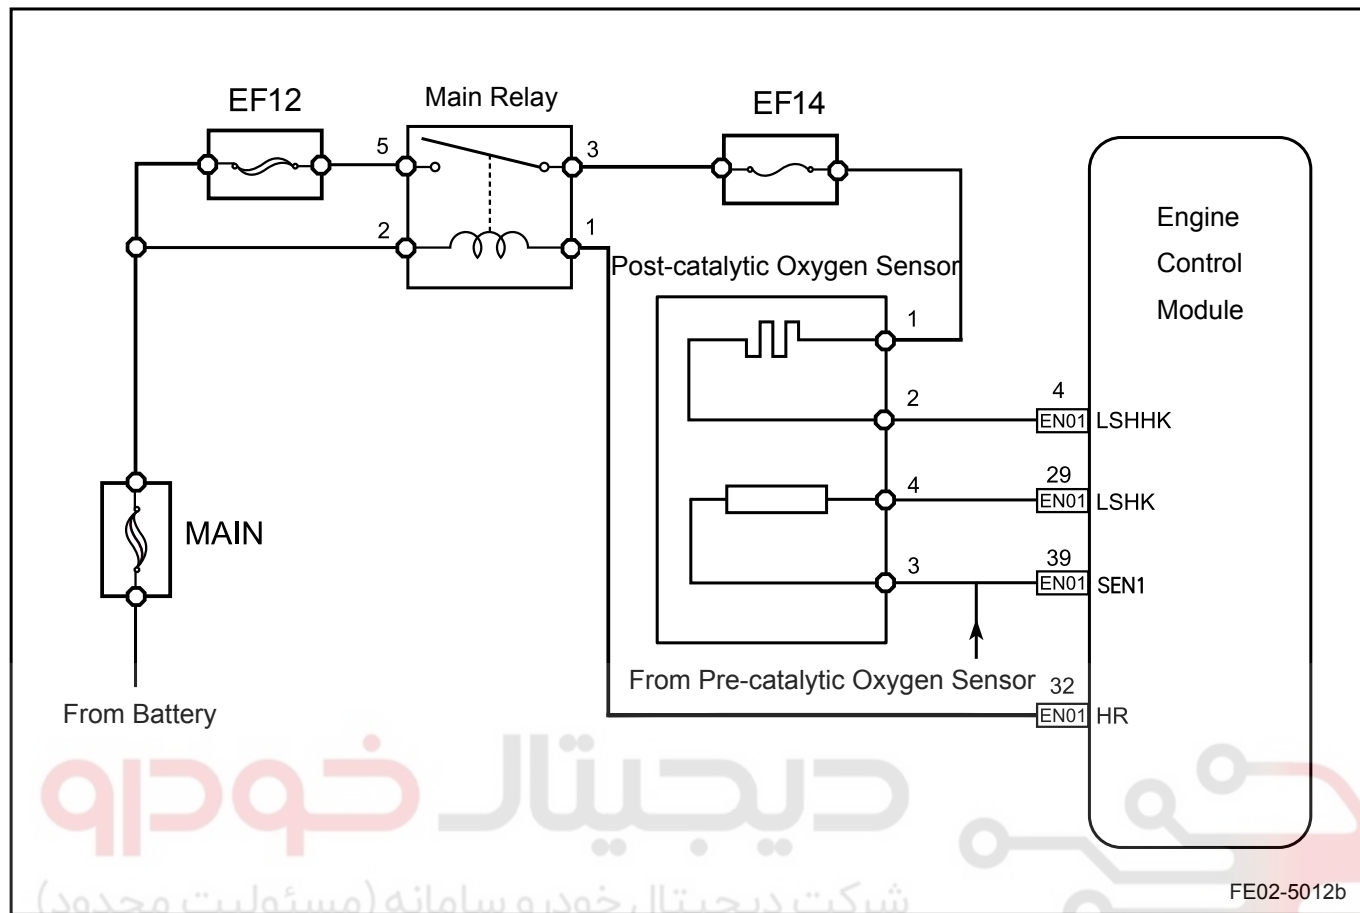 EF12
Main Relay
EF14
5
3
2
1
Engine
Control
Module
Post-catalytic Oxygen Sensor
1
2
4
EN01 LSHHK
4
29
EN01 LSHK
MAIN
3
39
EN01 SEN1
From Pre-catalytic Oxygen Sensor
32
EN01 HR
From Battery
دیجیتال خودرو
شرکت دیجیتال خودرو سامانه (مسئولیت محدود)
FE02-5012b